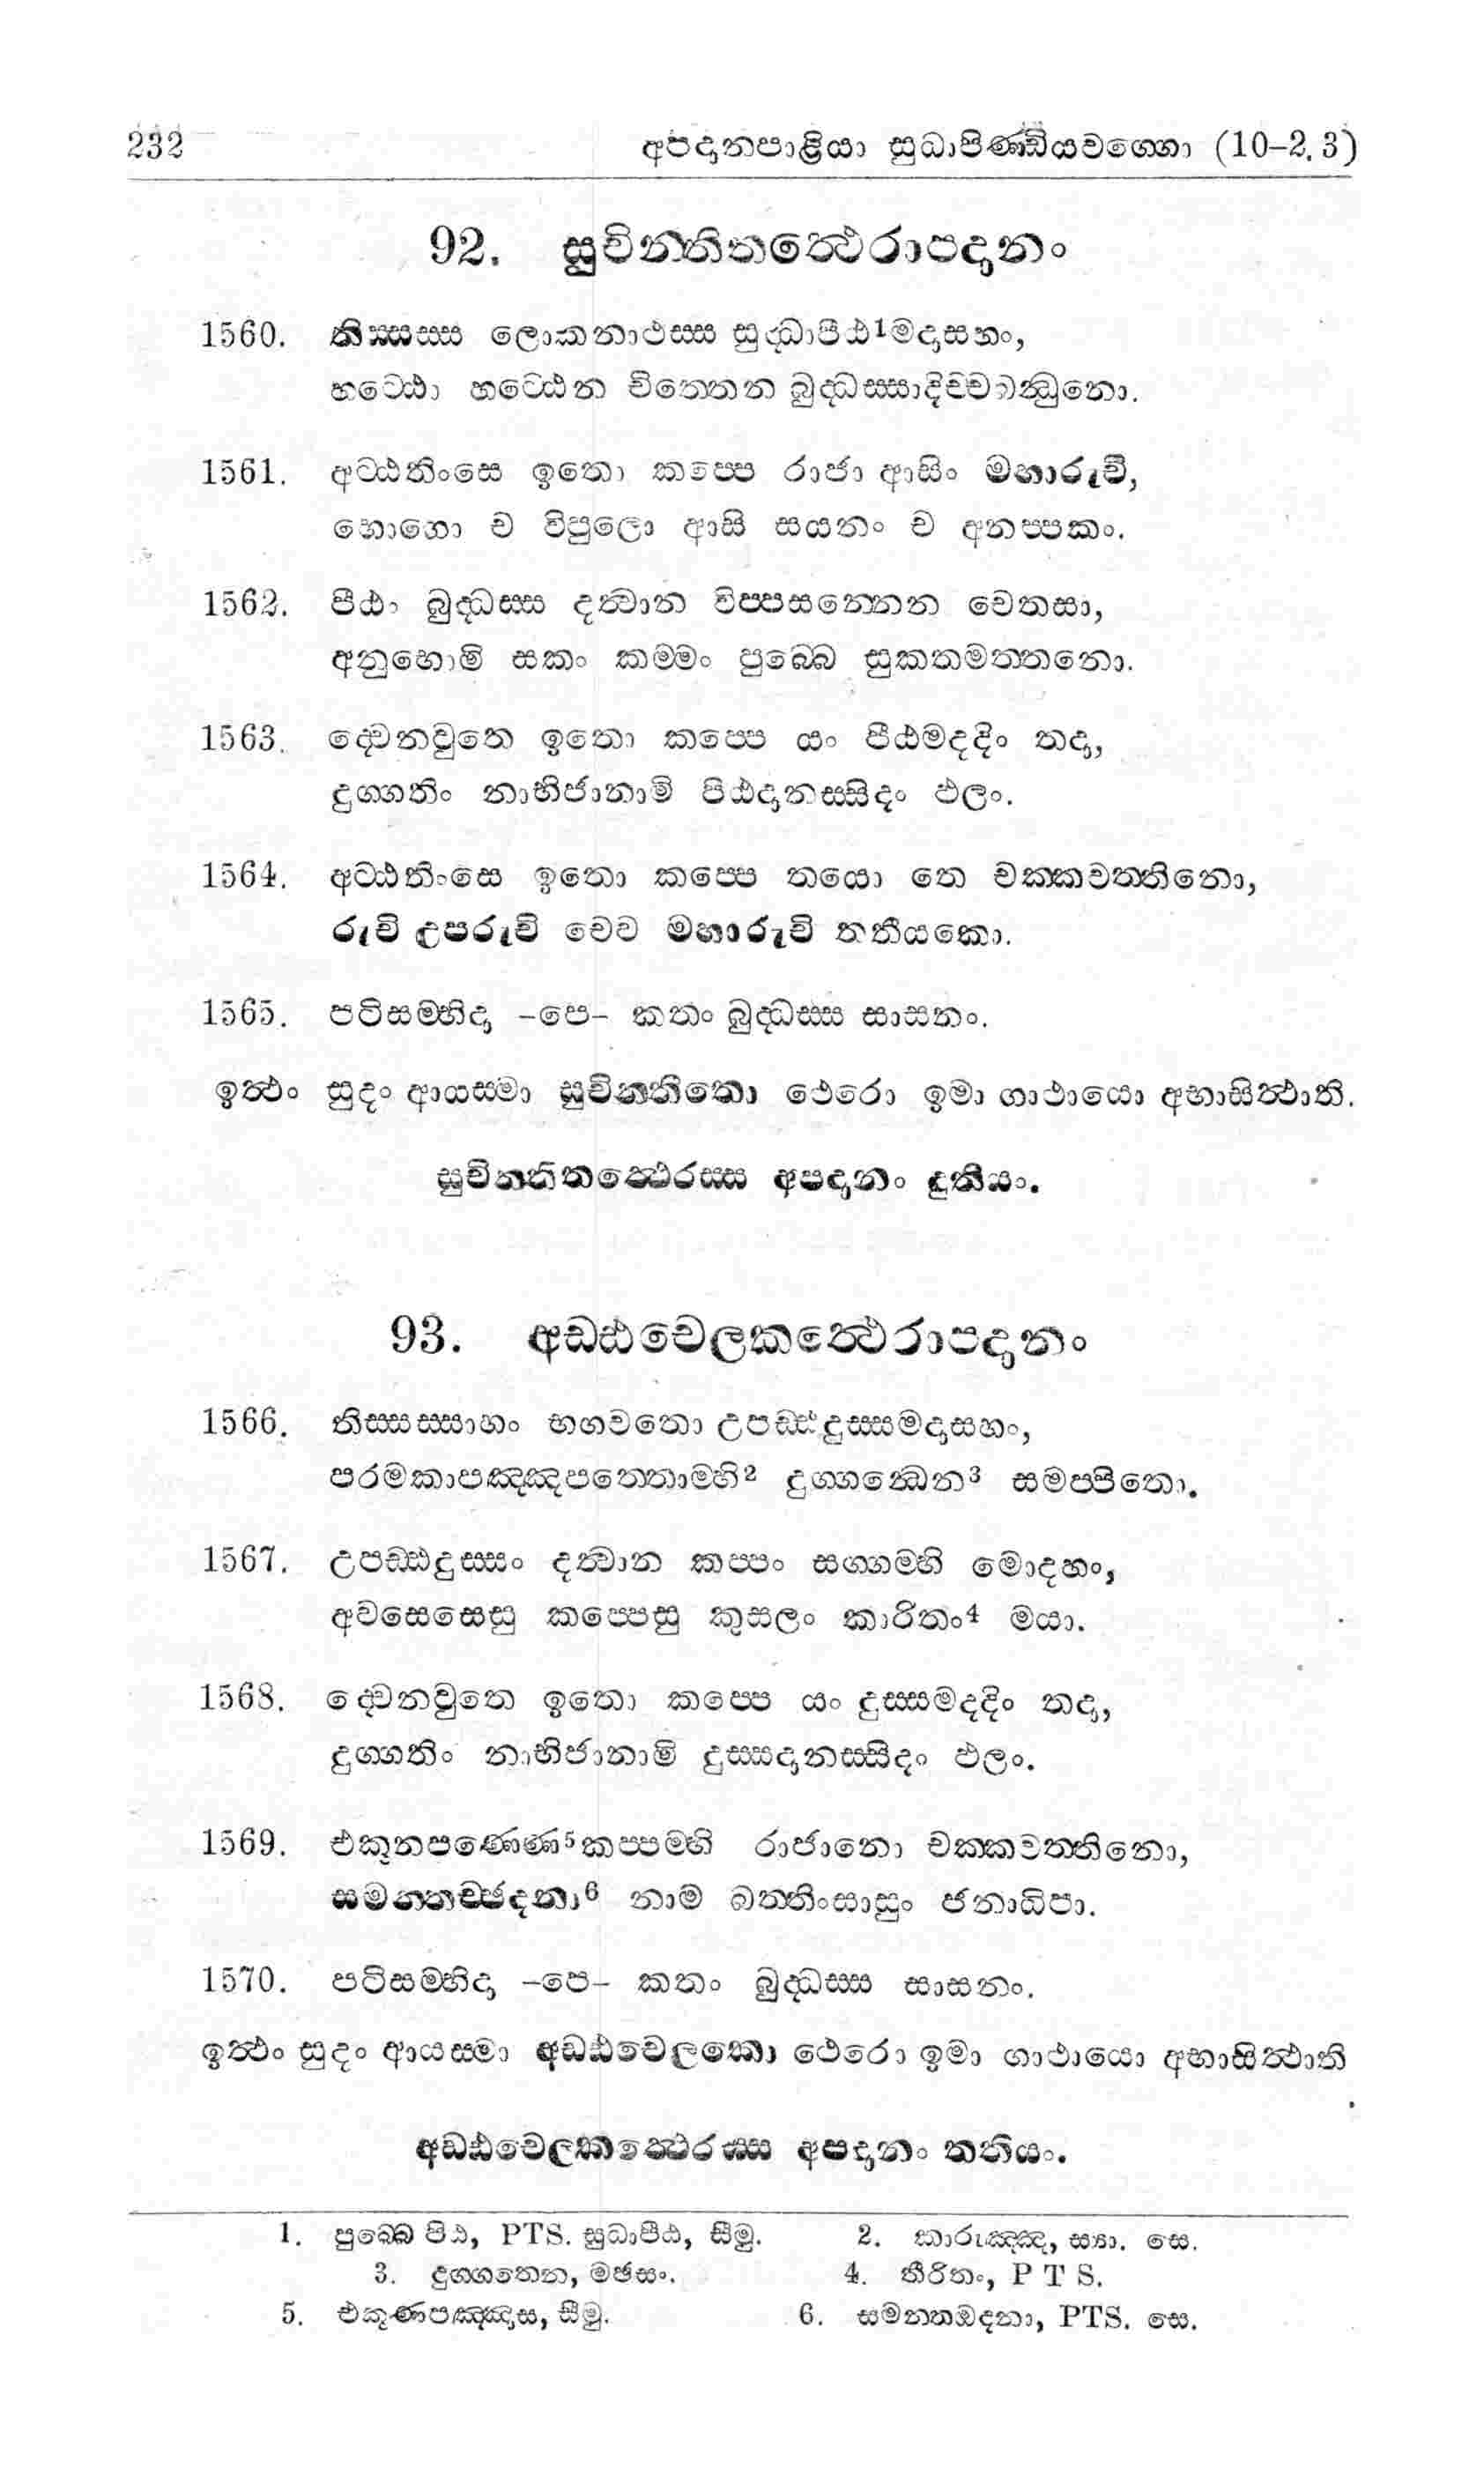 232 අපදානපාළියා සුධාපිණ්ඩියවග්ගො (10–2, 3)
92. සුචින්තිතත්ථෙරාපදානං
1560. තිස්සස්ස ලොකනාථස්ස සුද්ධාපීඨ1මදාසහං,
හට්ඨො හට්ඨෙන චිත්තෙන බුද්ධස්සාදිච්චබන්ධුනො.
1561. අට්ඨතිංසෙ ඉතො කප්පෙ රාජා ආසිං මහාරුචි,
භොගො ච විපුලො ආසි සයනං ච අනප්පකං.
1562. පීඨං බුද්ධස්ස දත්වාන විප්පසන්නෙන චෙතසා,
අනුභොමි සකං කම්මං පුබ්බෙ සුකතමත්තනො.
1563. ද්වෙනවුතෙ ඉතො කප්පෙ යං පීඨමදදිං තදා,
දුග්ගතිං නාභිජානාමි පිඨදානස්සිදං ඵලං.
1564. අට්ඨතිංසෙ ඉතො කප්පෙ තයො තෙ චක්කවත්තිනො,
රුචි උපරුචි චෙව මහාරුචි තතීයකො.
1565. පටිසම්භිදා –පෙ– කතං බුද්ධස්ස සාසනං.
ඉත්ථං සුදං ආයස්මා සුචින්තිතො ථෙරො ඉමා ගාථායො අභාසිත්ථාති.
සුචින්තිතත්ථෙරස්ස අපදානං දුතියං.
93. අඩ්ඪචෙලකත්ථෙරාපදානං
1566. තිස්සස්සාහං භගවතො උපඩ්ඪදුස්සමදාසහං,
පරමකාපඤ්ඤපත්තොම්හි2 දුග්ගන්ධෙන3 සමප්පිතො.
1567. උපඩ්ඪදුස්සං දත්වාන කප්පං සග්ගම්හි මොදහං,
අවසෙසෙසු කප්පෙසු කුසලං කාරිතං4 මයා.
1568. ද්වෙනවුතෙ ඉතො කප්පෙ යං දුස්සමදදිං තදා,
දුග්ගතිං නාභිජානාමි දුස්සදානස්සිදං ඵලං.
1569. එකූනපණ්ණෙ5කප්පම්හි රාජානො චක්කවත්තිනො,
සමන්තච්ඡදනා6 නාම බත්තිංසාසුං ජනාධිපා.
1570. පටිසම්භිදා –පෙ– කතං බුද්ධස්ස සාසනං.
ඉත්ථං සුදං ආයස්මා අඩ්ඪචෙලකො ථෙරො ඉමා ගාථායො අභාසිත්ථාති
අඩ්ඪචෙලකත්ථෙරස්ස අපදානං තතියං.
1. පුබ්බෙ පිඨ, PTS. සුධාපීඨ, සීමු. 2. කාරුඤ්ඤ, ස්‍යා. සෙ.
3. දුග්ගතෙන, මඡසං. 4. තීරිතං, P T S.
5. එකූණපඤ්ඤාස, සීමු. 6. සමන්තඔදනා, PTS. සෙ.